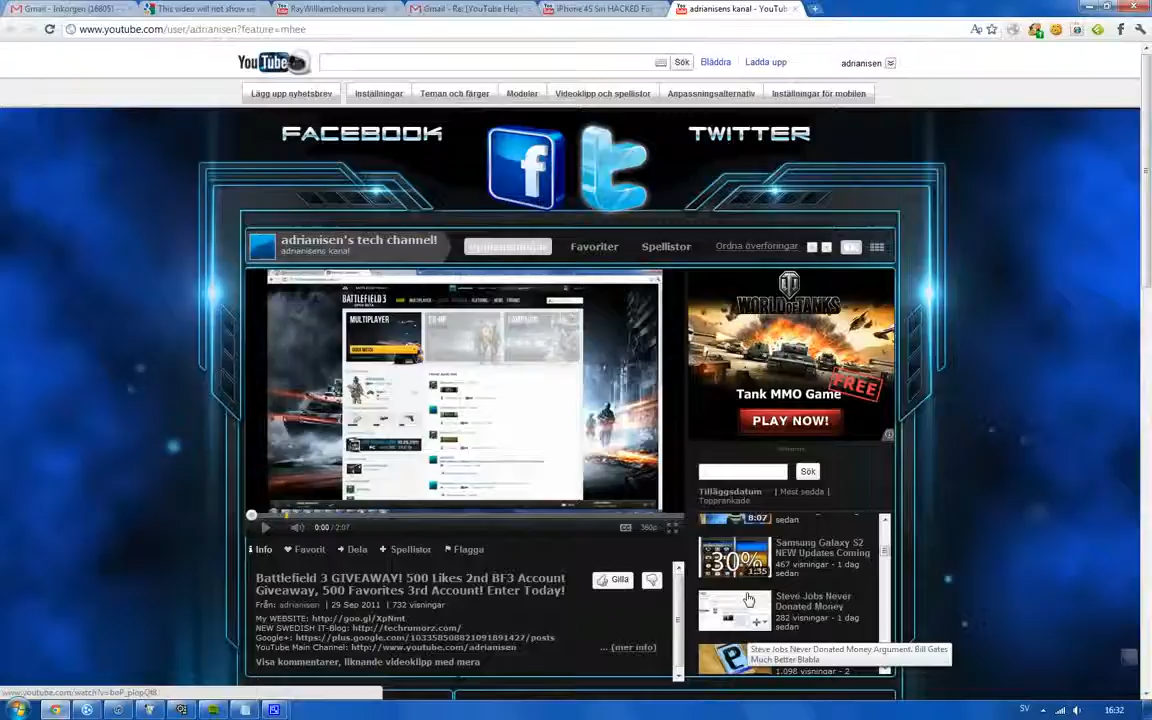 Gmail - Inkorgen (16805) -
This video will not show se
RayWilliamJohnsons kanal
Gmail - Re: [YouTube Help
iPhone 4S Siri HACKED Fo
adrianisens kanal - YouTub
www.youtube.com/user/adrianisen?feature=mhee
YouTube
Sök
Bläddra
Ladda upp
adrianisen
Lägg upp nyhetsbrev
Inställningar
Teman och färger
Moduler
Videoklipp och spellistor
Anpassningsalternativ
Inställningar för mobilen
FACEBOOK
TWITTER
adrianisen's tech channel!
adrianisens kanal
Favoriter
Spellistor
Ordna överföringar
BATTLEFIELD 3
MULTIPLAYER
CO-OP
CAMPAIGN
WORLD OF TANKS
FREE
Tank MMO Game
PLAY NOW!
Sök
Tilläggsdatum | Mest sedda |
Topprankade
8:07
sedan
0:00 / 2:07
360p
30%
1:35
Samsung Galaxy S2
NEW Updates Coming
467 visningar - 1 dag
sedan
Steve Jobs Never
Donated Money
282 visningar - 1 dag
sedan
Steve Jobs Never Donated Money Argument. Bill Gates
Much Better Blabla
1.098 visningar - 2
Info
Favorit
Dela
Spellistor
Flagga
Battlefield 3 GIVEAWAY! 500 Likes 2nd BF3 Account
Giveaway, 500 Favorites 3rd Account! Enter Today!
Gilla
Från: adrianisen | 29 Sep 2011 | 732 visningar
My WEBSITE: http://goo.gl/XpNmt
NEW SWEDISH IT-Blog: http://techrumorz.com/
Google+: https://plus.google.com/103358508821091891427/posts
YouTube Main Channel: http://www.youtube.com/adrianisen
... (mer info)
Visa kommentarer, liknande videoklipp med mera
SV
16:32